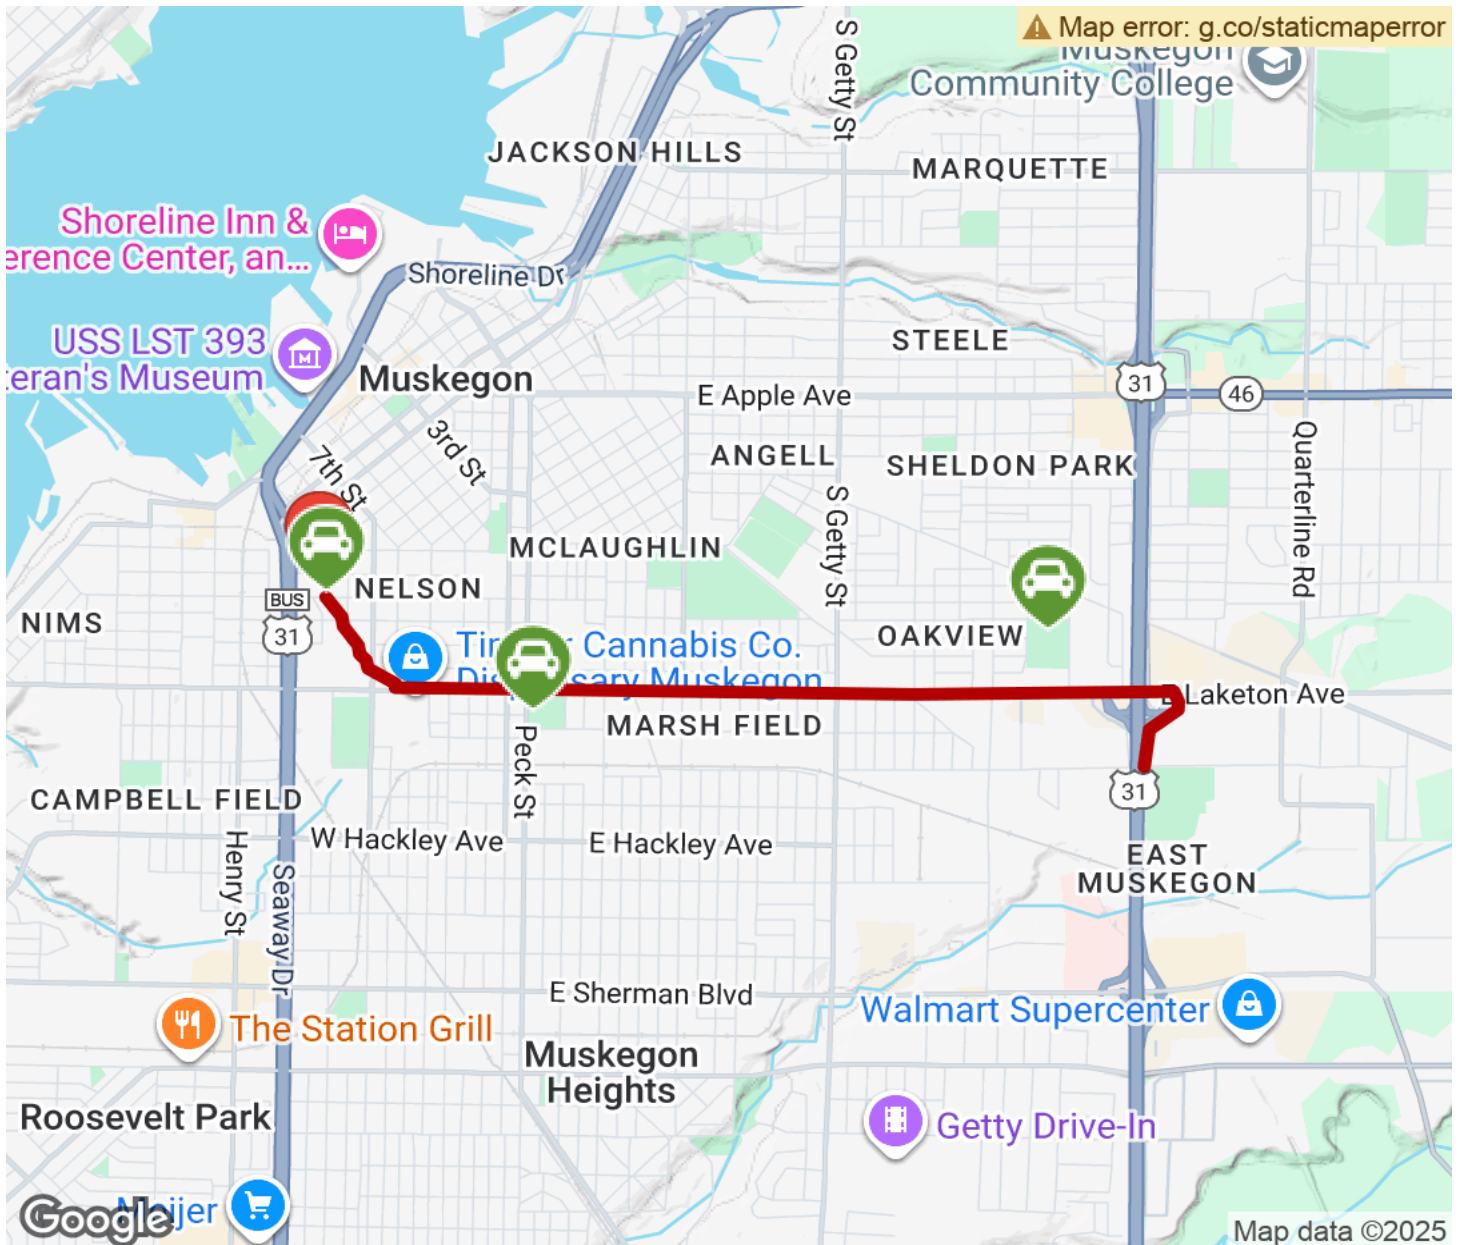 Map error: g.co/staticmaperror
Muskegon
Community College
S Getty St
JACKSON HILLS
MARQUETTE
Shoreline Inn &
erence Center, an...
Shoreline Dr
USS LST 393
teran's Museum
STEELE
Muskegon
E Apple Ave
31
46
3rd St
7th St
ANGELL
SHELDON PARK
Quarterline Rd
S Getty St
MCLAUGHLIN
NELSON
BUS
31
NIMS
OAKVIEW
Cannabis Co.
Muskegon
Laketon Ave
MARSH FIELD
Peck St
31
CAMPBELL FIELD
W Hackley Ave
E Hackley Ave
Henry St
Seaway Dr
EAST
MUSKEGON
E Sherman Blvd
Walmart Supercenter
The Station Grill
Muskegon
Heights
Roosevelt Park
Getty Drive-In
Meijer
Google
Map data ©2025